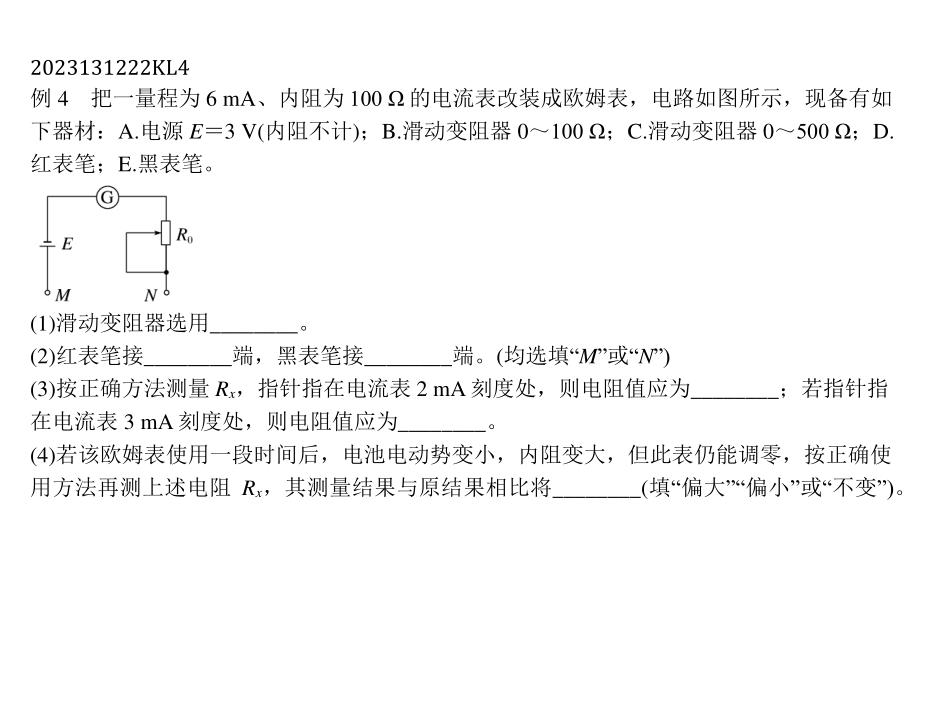 2023131222KL4
例 4　把一量程为 6 mA、内阻为 100 Ω 的电流表改装成欧姆表，电路如图所示，现备有如
下器材：A.电源 E＝3 V(内阻不计)；B.滑动变阻器 0～100 Ω；C.滑动变阻器 0～500 Ω；D.
红表笔；E.黑表笔。
G
R0
E
M
N
(1)滑动变阻器选用________。
(2)红表笔接________端，黑表笔接________端。(均选填“M”或“N”)
(3)按正确方法测量 Rx，指针指在电流表 2 mA 刻度处，则电阻值应为________；若指针指
在电流表 3 mA 刻度处，则电阻值应为________。
(4)若该欧姆表使用一段时间后，电池电动势变小，内阻变大，但此表仍能调零，按正确使
用方法再测上述电阻 Rx，其测量结果与原结果相比将________(填“偏大”“偏小”或“不变”)。